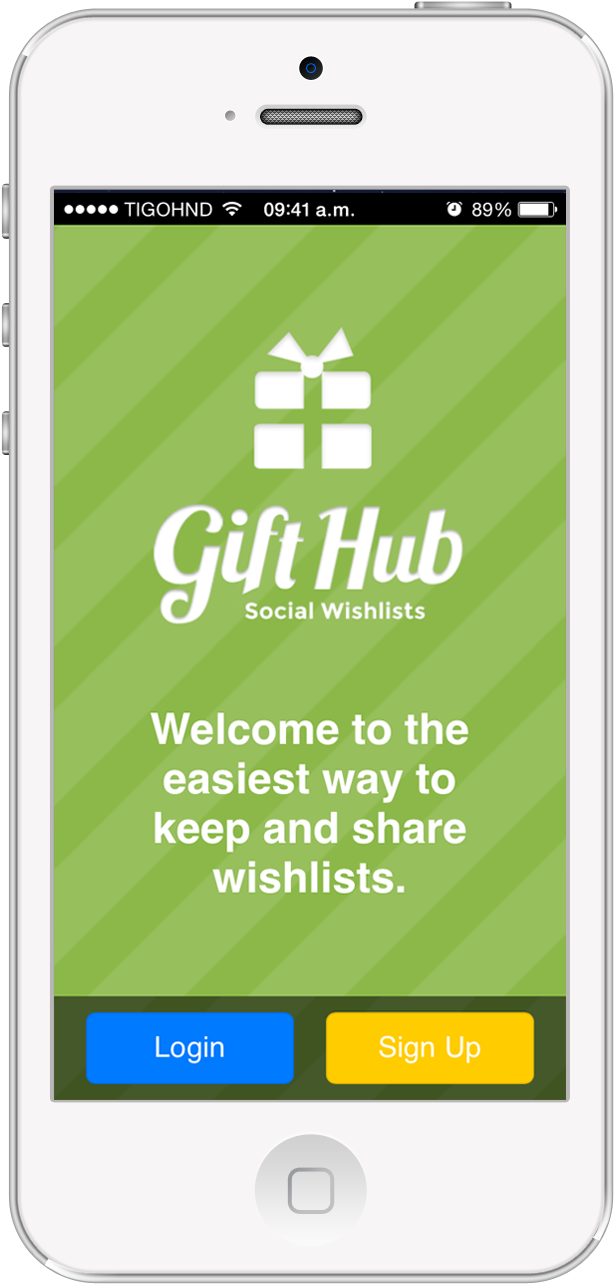 TIGOHND 09:41 a.m. 89%
Gift Hub
Social Wishlists
Welcome to the
easiest way to
keep and share
wishlists.
Login Sign Up